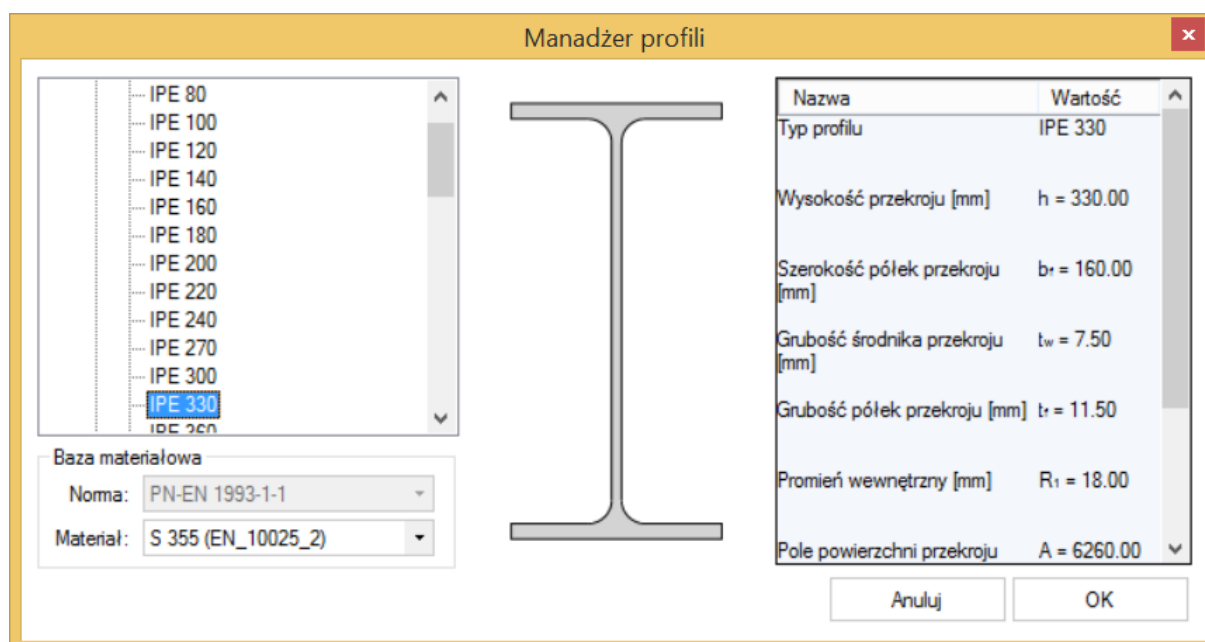 Manadżer profili
IPE 80
IPE 100
IPE 120
IPE 140
IPE 160
IPE 180
IPE 200
IPE 220
IPE 240
IPE 270
IPE 300
IPE 330
IPE 360
Baza materiałowa
Norma: PN-EN 1993-1-1
Materiał: S 355 (EN_10025_2)
Nazwa Wartość
Typ profilu IPE 330
Wysokość przekroju [mm] h = 330.00
Szerokość półek przekroju bf = 160.00
[mm]
Grubość środnika przekroju tw = 7.50
[mm]
Grubość półek przekroju [mm] tf = 11.50
Promień wewnętrzny [mm] R1 = 18.00
Pole powierzchni przekroju A = 6260.00
Anuluj OK